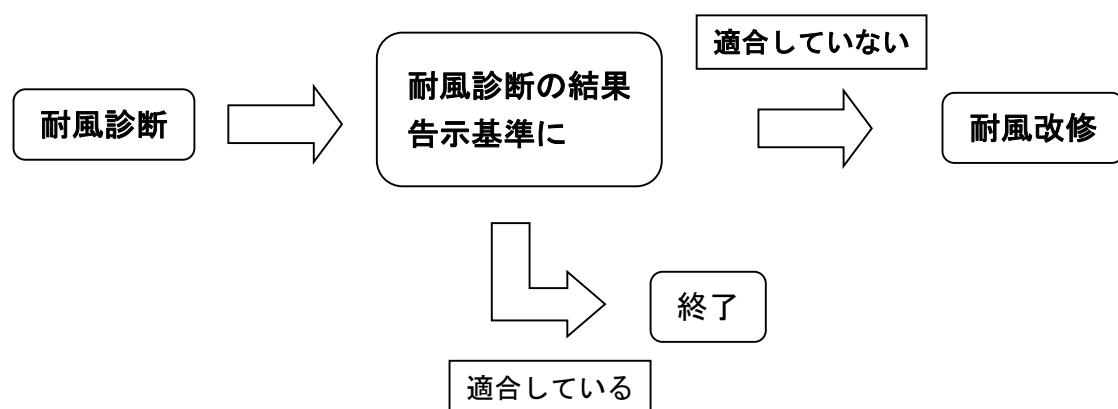 適合していない
耐風診断
耐風診断の結果
告示基準に
耐風改修
終了
適合している